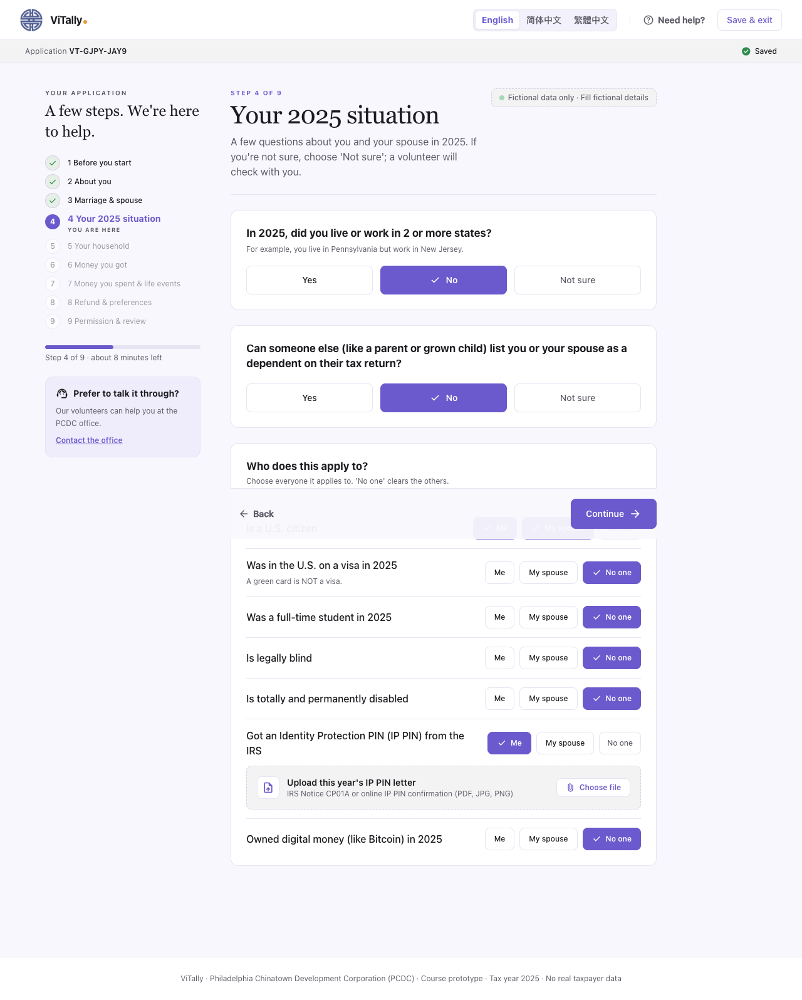 ViTally
English 简体中文 繁體中文
Need help?
Save & exit
Application VT-GJPY-JAY9
Saved
YOUR APPLICATION
A few steps. We're here
to help.
1 Before you start
2 About you
3 Marriage & spouse
4 4 Your 2025 situation
YOU ARE HERE
5 5 Your household
6 6 Money you got
7 7 Money you spent & life events
8 8 Refund & preferences
9 9 Permission & review
Step 4 of 9 · about 8 minutes left
Prefer to talk it through?
Our volunteers can help you at the
PCDC office.
Contact the office
STEP 4 OF 9
Your 2025 situation
Fictional data only · Fill fictional details
A few questions about you and your spouse in 2025. If
you're not sure, choose 'Not sure'; a volunteer will
check with you.
In 2025, did you live or work in 2 or more states?
For example, you live in Pennsylvania but work in New Jersey.
Yes No Not sure
Can someone else (like a parent or grown child) list you or your spouse as a
dependent on their tax return?
Yes No Not sure
Who does this apply to?
Choose everyone it applies to. 'No one' clears the others.
Back Continue
Is a U.S. citizen Me My spouse
Was in the U.S. on a visa in 2025
A green card is NOT a visa.
Me My spouse No one
Was a full-time student in 2025 Me My spouse No one
Is legally blind Me My spouse No one
Is totally and permanently disabled Me My spouse No one
Got an Identity Protection PIN (IP PIN) from the
IRS
Me My spouse No one
Upload this year's IP PIN letter
IRS Notice CP01A or online IP PIN confirmation (PDF, JPG, PNG)
Choose file
Owned digital money (like Bitcoin) in 2025 Me My spouse No one
ViTally · Philadelphia Chinatown Development Corporation (PCDC) · Course prototype · Tax year 2025 · No real taxpayer data